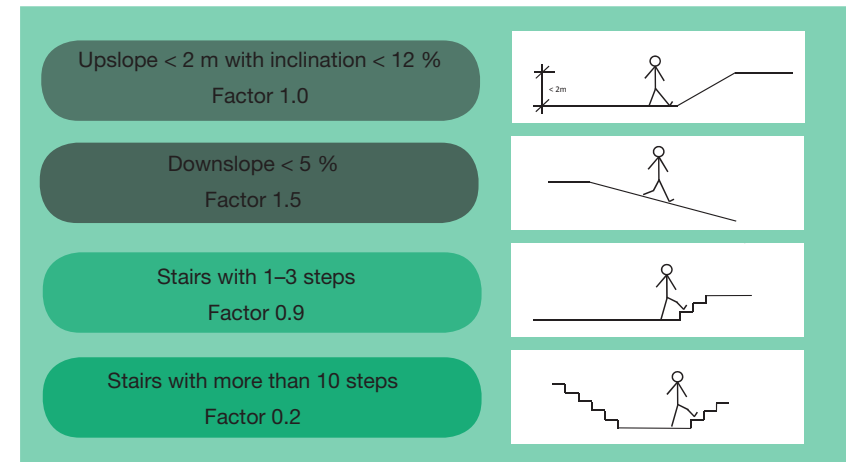 Upslope < 2 m with inclination < 12 %
Factor 1.0
< 2m
Downslope < 5 %
Factor 1.5
Stairs with 1–3 steps
Factor 0.9
Stairs with more than 10 steps
Factor 0.2